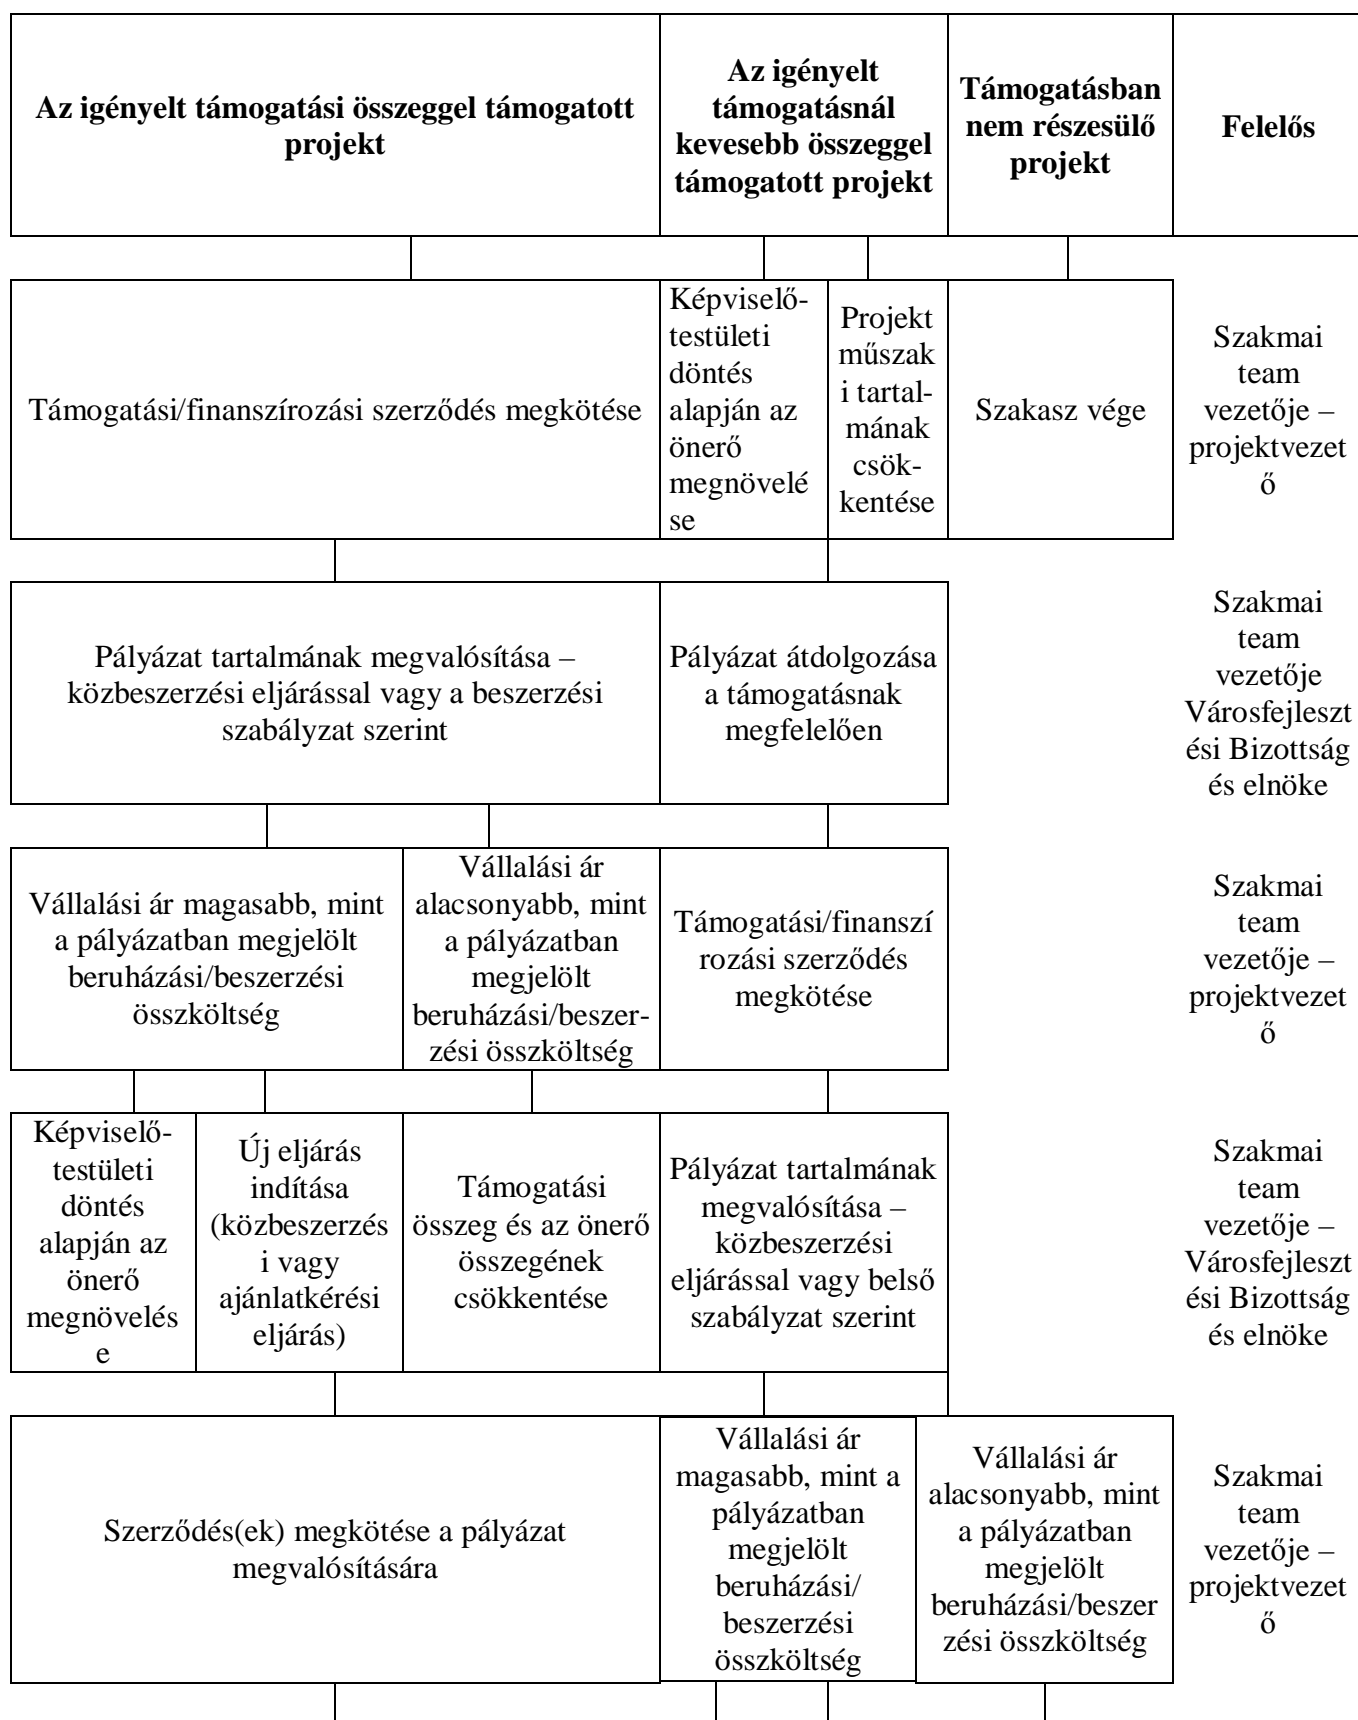 Az igényelt támogatási összeggel támogatott
projekt
Az igényelt
támogatásnál
kevesebb összeggel
támogatott projekt
Támogatásban
nem részesülő
projekt
Felelős
Támogatási/finanszírozási szerződés megkötése
Képviselő-
testületi
döntés
alapján az
önerő
megnövelé
se
Projekt
műszak
i tartal-
mának
csök-
kentése
Szakasz vége
Szakmai
team
vezetője –
projektvezet
ő
Pályázat tartalmának megvalósítása –
közbeszerzési eljárással vagy a beszerzési
szabályzat szerint
Pályázat átdolgozása
a támogatásnak
megfelelően
Szakmai
team
vezetője
Városfejleszt
ési Bizottság
és elnöke
Vállalási ár magasabb, mint
a pályázatban megjelölt
beruházási/beszerzési
összköltség
Vállalási ár
alacsonyabb, mint
a pályázatban
megjelölt
beruházási/beszer-
zési összköltség
Támogatási/finanszí
rozási szerződés
megkötése
Szakmai
team
vezetője –
projektvezet
ő
Képviselő-
testületi
döntés
alapján az
önerő
megnövelés
e
Új eljárás
indítása
(közbeszerzés
i vagy
ajánlatkérési
eljárás)
Támogatási
összeg és az önerő
összegének
csökkentése
Pályázat tartalmának
megvalósítása –
közbeszerzési
eljárással vagy belső
szabályzat szerint
Szakmai
team
vezetője –
Városfejleszt
ési Bizottság
és elnöke
Szerződés(ek) megkötése a pályázat
megvalósítására
Vállalási ár
magasabb, mint a
pályázatban
megjelölt
beruházási/
beszerzési
összköltség
Vállalási ár
alacsonyabb, mint
a pályázatban
megjelölt
beruházási/beszer
zési összköltség
Szakmai
team
vezetője –
projektvezet
ő